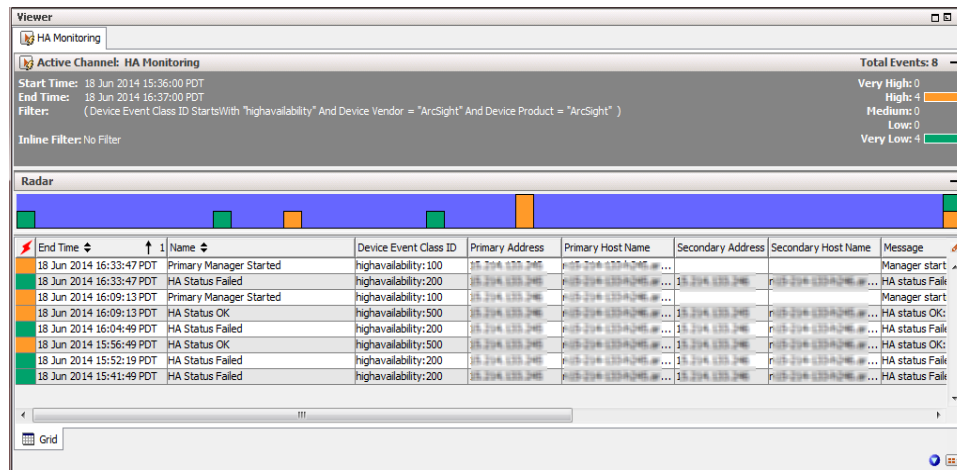 Viewer
HA Monitoring
Active Channel: HA Monitoring Total Events: 8
Start Time: 18 Jun 2014 15:36:00 PDT Very High: 0
End Time: 18 Jun 2014 16:37:00 PDT High: 4
Filter: ( Device Event Class ID StartsWith "highavailability" And Device Vendor = "ArcSight" And Device Product = "ArcSight" ) Medium: 0
Low: 0
Inline Filter: No Filter Very Low: 4
Radar
End Time 1 Name Device Event Class ID Primary Address Primary Host Name Secondary Address Secondary Host Name Message
18 Jun 2014 16:33:47 PDT Primary Manager Started highavailability:100 Manager start
18 Jun 2014 16:33:47 PDT HA Status Failed highavailability:200 HA status Faile
18 Jun 2014 16:09:13 PDT Primary Manager Started highavailability:100 Manager start
18 Jun 2014 16:09:13 PDT HA Status OK highavailability:500 HA status OK:
18 Jun 2014 16:04:49 PDT HA Status Failed highavailability:200 HA status Faile
18 Jun 2014 15:56:49 PDT HA Status OK highavailability:500 HA status OK:
18 Jun 2014 15:52:19 PDT HA Status Failed highavailability:200 HA status Faile
18 Jun 2014 15:41:49 PDT HA Status Failed highavailability:200 HA status Faile
Grid